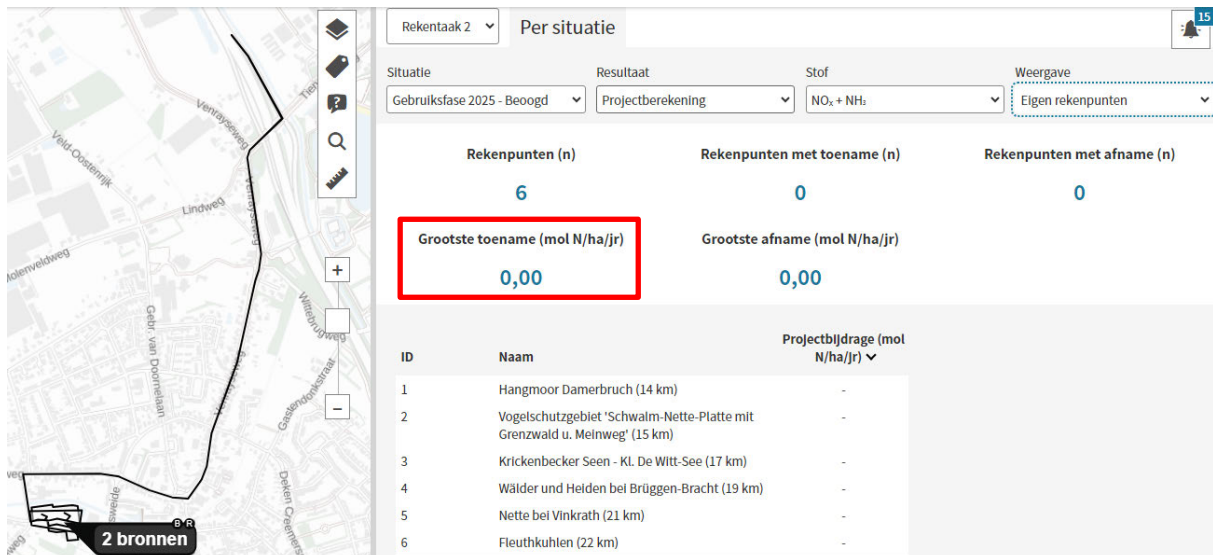 Rekentaak 2
Per situatie
15
Situatie
Resultaat
Stof
Weergave
Gebruiksfase 2025 - Beoogd
Projectberekening
NOₓ + NH₃
Eigen rekenpunten
Rekenpunten (n)
Rekenpunten met toename (n)
Rekenpunten met afname (n)
6
0
0
Grootste toename (mol N/ha/jr)
Grootste afname (mol N/ha/jr)
0,00
0,00
Projectbijdrage (mol
ID
Naam
N/ha/jr)
1
Hangmoor Damerbruch (14 km)
-
2
Vogelschutzgebiet 'Schwalm-Nette-Platte mit
Grenzwald u. Meinweg' (15 km)
-
3
Krickenbecker Seen - Kl. De Witt-See (17 km)
-
4
Wälder und Heiden bei Brüggen-Bracht (19 km)
-
5
Nette bei Vinkrath (21 km)
-
6
Fleuthkuhlen (22 km)
-
Venrayseweg
Veld-Oostenrijk
Lindweg
Venrayseweg
Wittebrugweg
Gebr. van Doornelaan
Venrayseweg
Gastendonkstraat
+
−
B R
2 bronnen